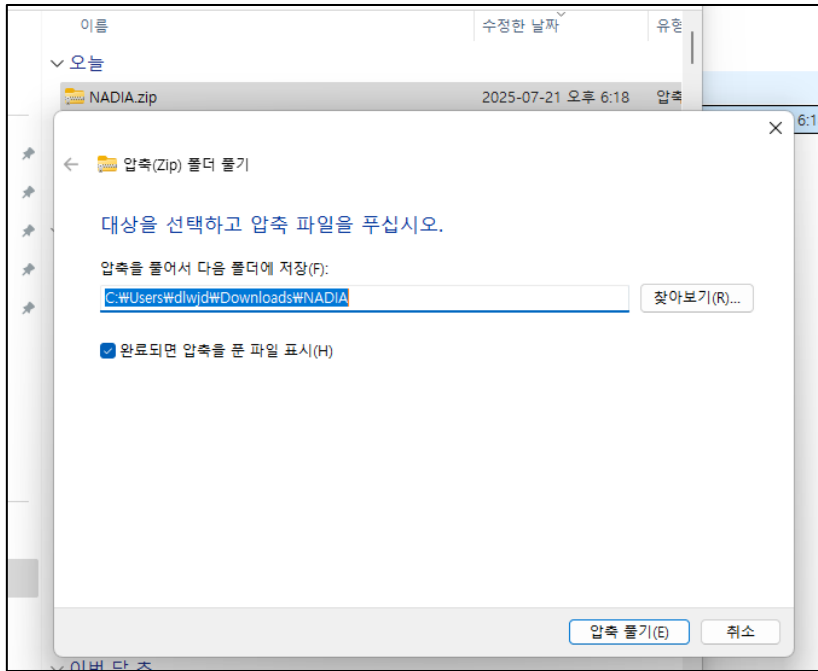 이름 수정한 날짜 유형
오늘
NADIA.zip 2025-07-21 오후 6:18 압축
6:1
압축(Zip) 폴더 풀기
대상을 선택하고 압축 파일을 푸십시오.
압축을 풀어서 다음 폴더에 저장(F):
C:₩Users₩dlwjd₩Downloads₩NADIA
찾아보기(R)...
완료되면 압축을 푼 파일 표시(H)
압축 풀기(E) 취소